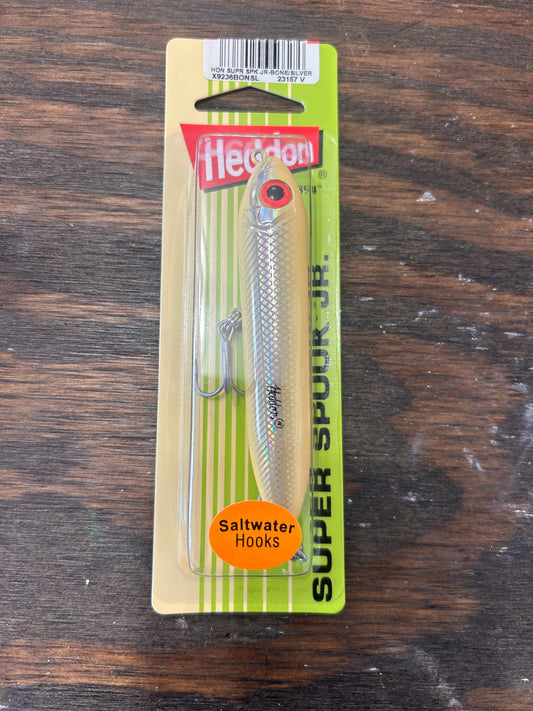 HDN SUPR SPK JR-BONE/SILVER
X9236BONSL 23157 V
Heddon®
SUPER SPOOK JR.
Heddon®
Saltwater
Hooks